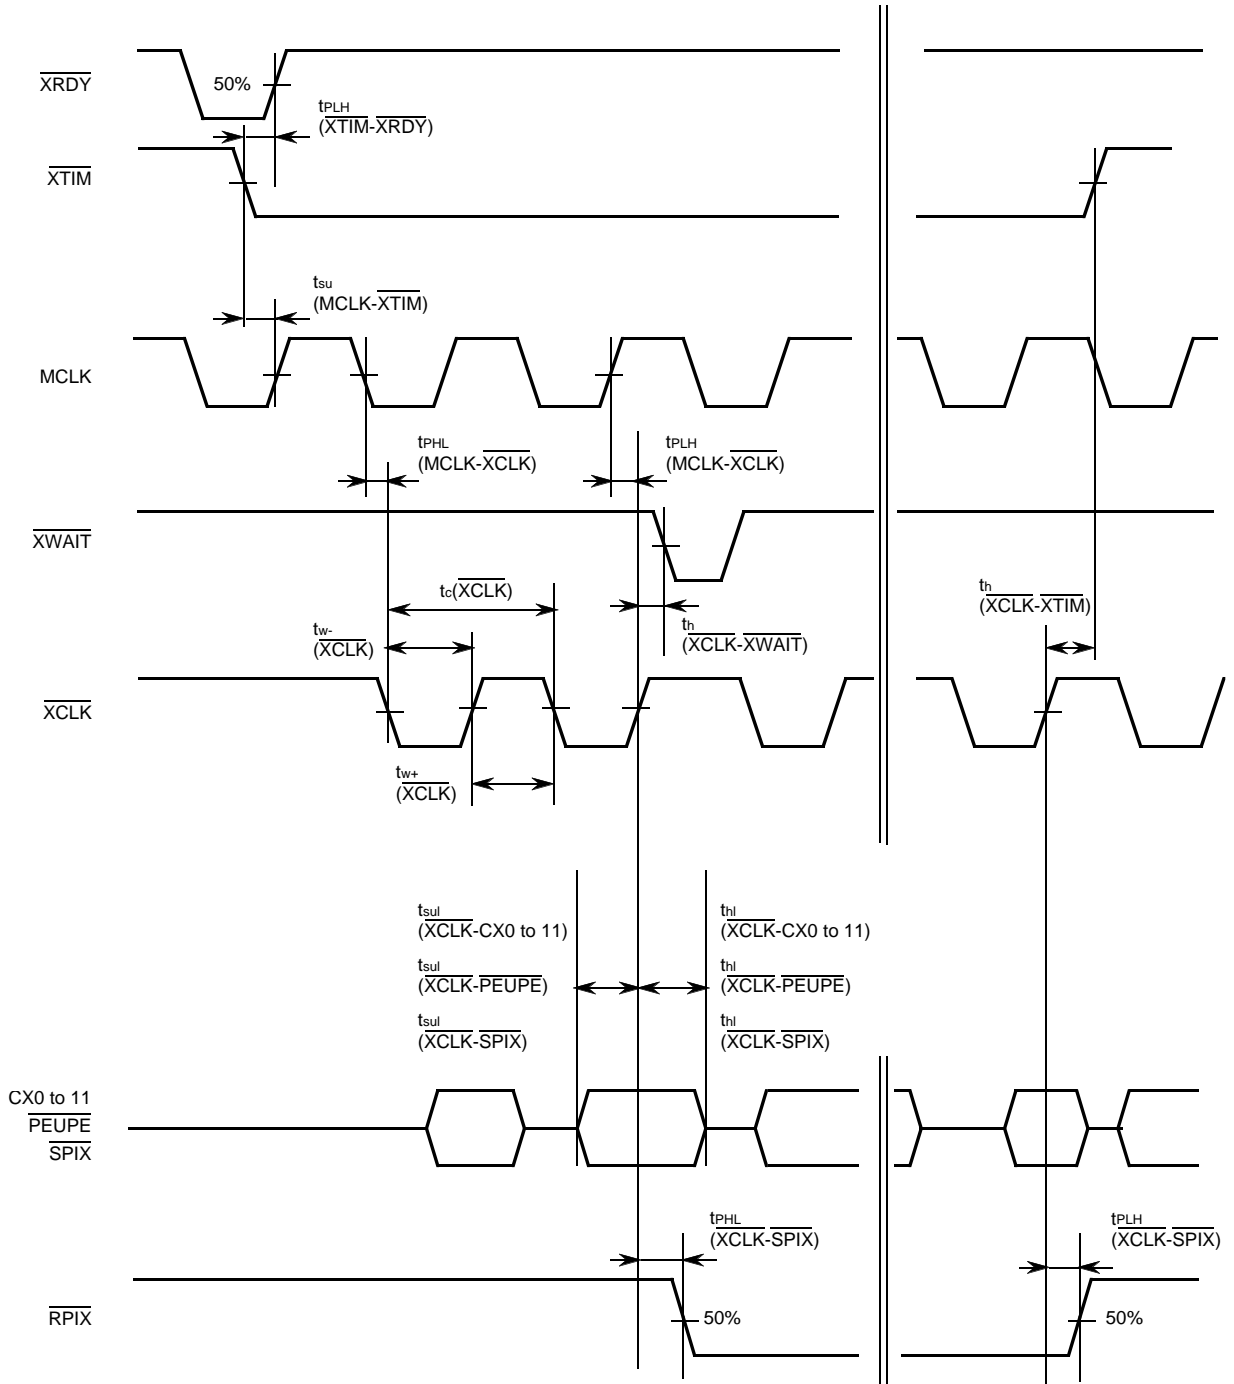 XRDY
50%
tPLH
(XTIM-XRDY)
XTIM
tsu
(MCLK-XTIM)
MCLK
tPHL
(MCLK-XCLK)
tPLH
(MCLK-XCLK)
XWAIT
tc(XCLK)
th
(XCLK-XTIM)
tw-
(XCLK)
th
(XCLK-XWAIT)
XCLK
tw+
(XCLK)
tsul
(XCLK-CX0 to 11)
thl
(XCLK-CX0 to 11)
tsul
(XCLK-PEUPE)
thl
(XCLK-PEUPE)
tsul
(XCLK-SPIX)
thl
(XCLK-SPIX)
CX0 to 11
PEUPE
SPIX
tPHL
(XCLK-SPIX)
tPLH
(XCLK-SPIX)
RPIX
50%
50%